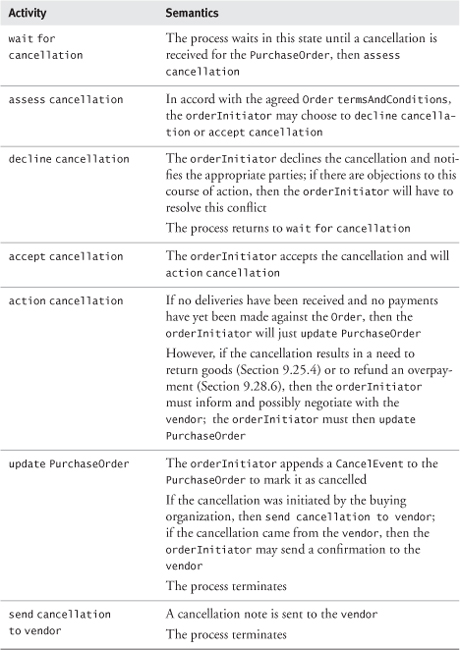 Activity Semantics
wait for
cancellation
The process waits in this state until a cancellation is
received for the PurchaseOrder, then assess
cancellation
assess cancellation
In accord with the agreed Order termsAndConditions,
the orderInitiator may choose to decline cancella-
tion or accept cancellation
decline cancellation
The orderInitiator declines the cancellation and noti-
fies the appropriate parties; if there are objections to this
course of action, then the orderInitiator will have to
resolve this conflict
The process returns to wait for cancellation
accept cancellation
The orderInitiator accepts the cancellation and will
action cancellation
action cancellation
If no deliveries have been received and no payments
have yet been made against the Order, then the
orderInitiator will just update PurchaseOrder
However, if the cancellation results in a need to
return goods (Section 9.25.4) or to refund an overpay-
ment (Section 9.28.6), then the orderInitiator
must inform and possibly negotiate with the
vendor; the orderInitiator must then update
PurchaseOrder
update PurchaseOrder
The orderInitiator appends a CancelEvent to the
PurchaseOrder to mark it as cancelled
If the cancellation was initiated by the buying
organization, then send cancellation to vendor;
if the cancellation came from the vendor, then the
orderInitiator may send a confirmation to the
vendor
The process terminates
send cancellation
to vendor
A cancellation note is sent to the vendor
The process terminates